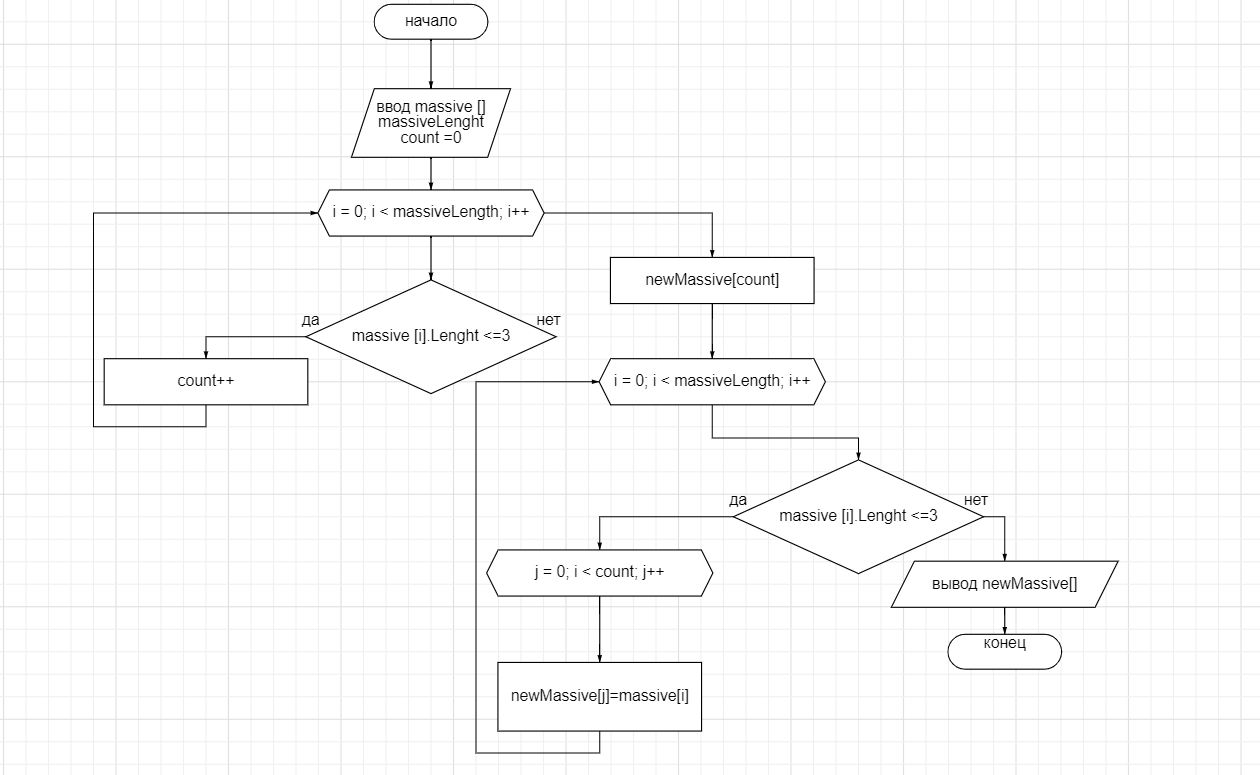 начало
ввод massive []
massiveLenght
count =0
i = 0; i < massiveLength; i++
newMassive[count]
да
нет
massive [i].Lenght <=3
count++
i = 0; i < massiveLength; i++
да
нет
massive [i].Lenght <=3
j = 0; i < count; j++
вывод newMassive[]
конец
newMassive[j]=massive[i]